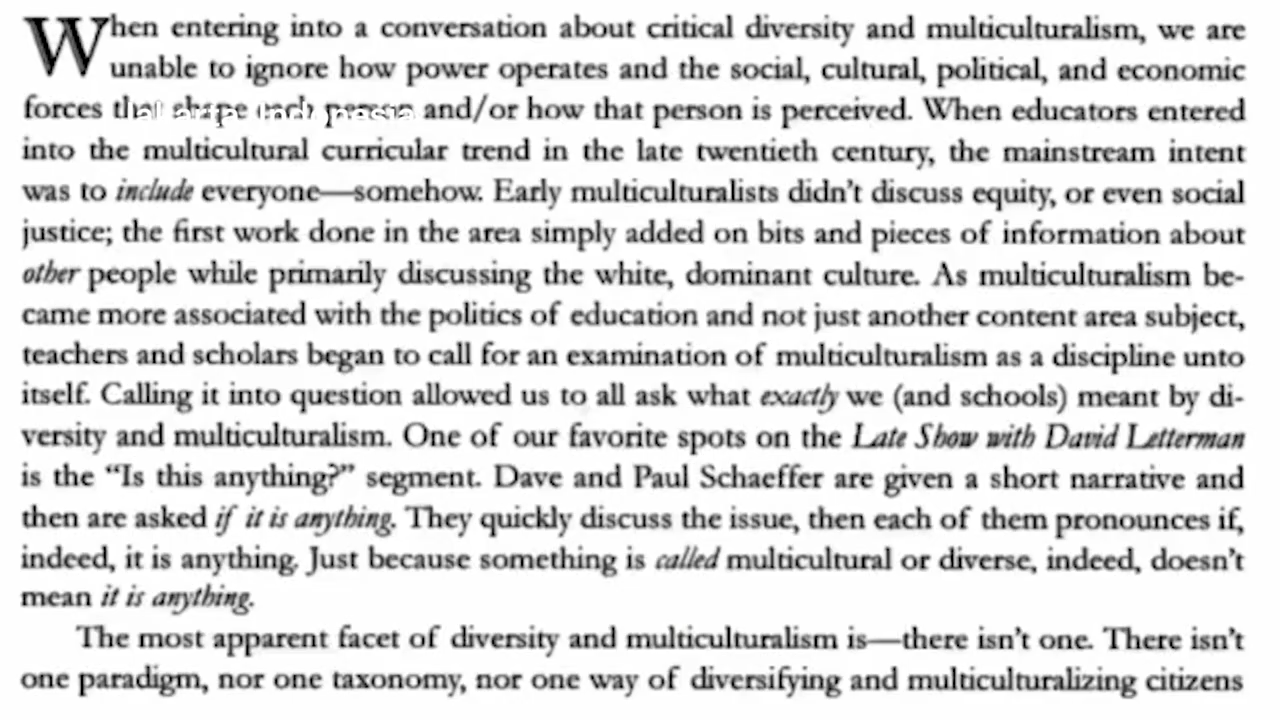 When entering into a conversation about critical diversity and multiculturalism, we are
unable to ignore how power operates and the social, cultural, political, and economic
forces that shape each person and/or how that person is perceived. When educators entered
into the multicultural curricular trend in the late twentieth century, the mainstream intent
was to include everyone—somehow. Early multiculturalists didn't discuss equity, or even social
justice; the first work done in the area simply added on bits and pieces of information about
other people while primarily discussing the white, dominant culture. As multiculturalism be-
came more associated with the politics of education and not just another content area subject,
teachers and scholars began to call for an examination of multiculturalism as a discipline unto
itself. Calling it into question allowed us to all ask what exactly we (and schools) meant by di-
versity and multiculturalism. One of our favorite spots on the Late Show with David Letterman
is the “Is this anything?” segment. Dave and Paul Schaeffer are given a short narrative and
then are asked if it is anything. They quickly discuss the issue, then each of them pronounces if,
indeed, it is anything. Just because something is called multicultural or diverse, indeed, doesn't
mean it is anything.
The most apparent facet of diversity and multiculturalism is—there isn't one. There isn't
one paradigm, nor one taxonomy, nor one way of diversifying and multiculturalizing citizens
Jakarta, Indonesia